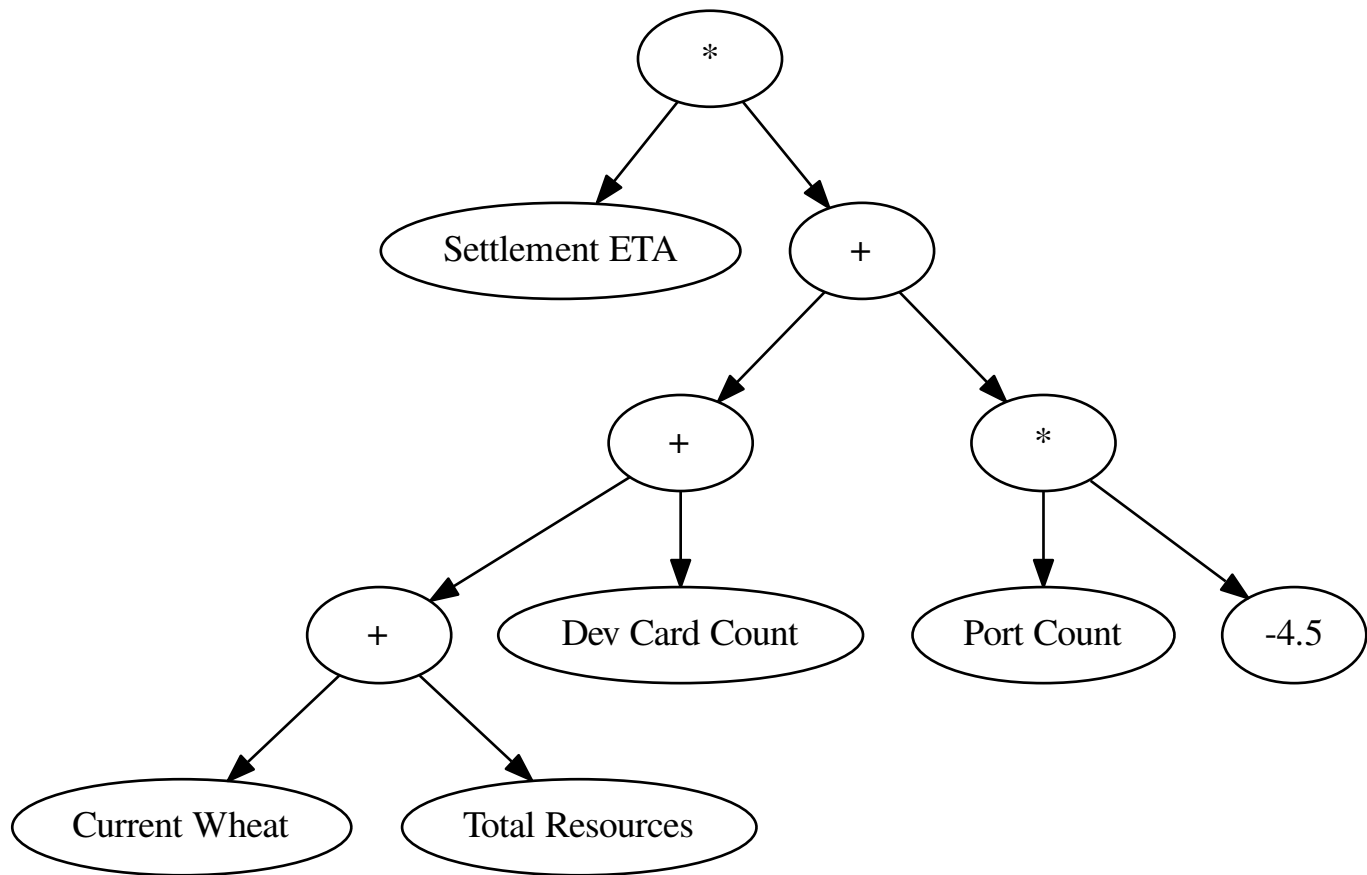 *
Settlement ETA
+
+
*
+
Dev Card Count
Port Count
-4.5
Current Wheat
Total Resources